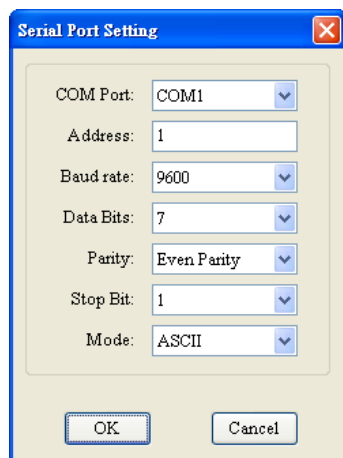 Serial Port Setting
COM Port: COM1
Address: 1
Baud rate: 9600
Data Bits: 7
Parity: Even Parity
Stop Bit: 1
Mode: ASCII
OK Cancel